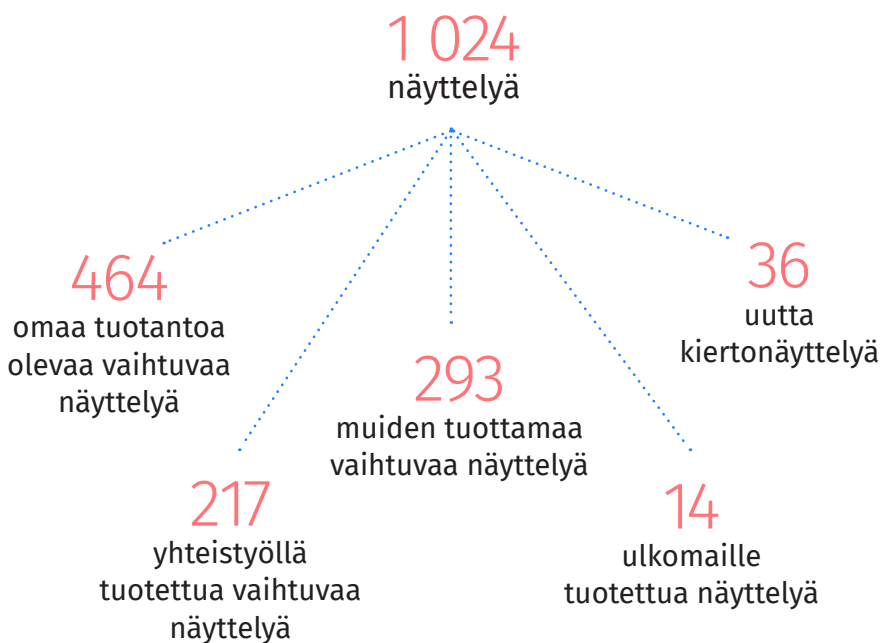 1 024
näyttelyä
464
omaa tuotantoa
olevaa vaihtuvaa
näyttelyä
217
yhteistyöllä
tuotettua vaihtuvaa
näyttelyä
293
muiden tuottamaa
vaihtuvaa näyttelyä
14
ulkomaille
tuotettua näyttelyä
36
uutta
kiertonäyttelyä